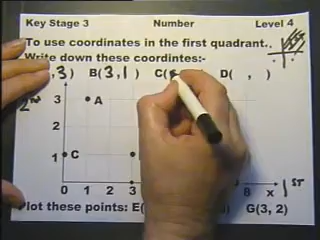 Key Stage 3 Number Level 4
To use coordinates in the first quadrant.
Write down these coordintes:-
,3) B(3,1) C( D( , )
2nd 3 A
2
1 C
0 1 2 3 8 x 1st
Plot these points: E( G(3, 2)